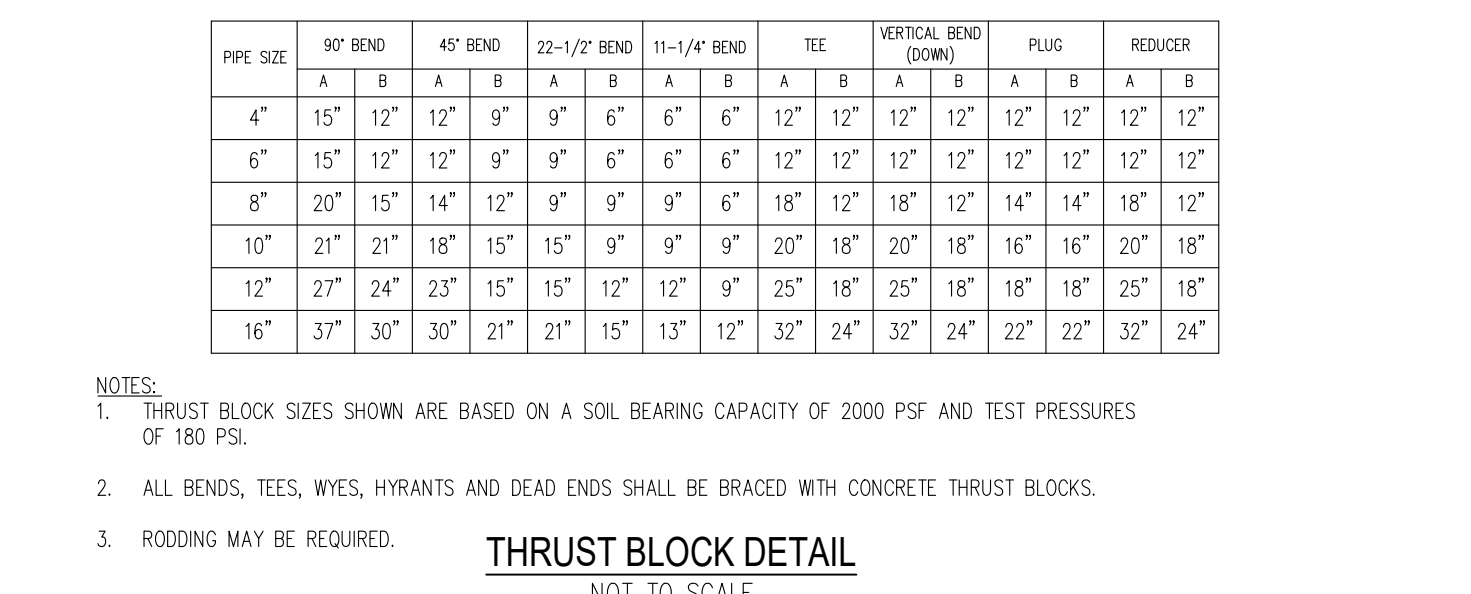 PIPE SIZE 90° BEND 45° BEND 22-1/2° BEND 11-1/4° BEND TEE VERTICAL BEND (DOWN) PLUG REDUCER
A B A B A B A B A B A B A B A B
4" 15" 12" 12" 9" 9" 6" 6" 6" 12" 12" 12" 12" 12" 12" 12" 12"
6" 15" 12" 12" 9" 9" 6" 6" 6" 12" 12" 12" 12" 12" 12" 12" 12"
8" 20" 15" 14" 12" 9" 9" 9" 6" 18" 12" 18" 12" 14" 14" 18" 12"
10" 21" 21" 18" 15" 15" 9" 9" 9" 20" 18" 20" 18" 16" 16" 20" 18"
12" 27" 24" 23" 15" 15" 12" 12" 9" 25" 18" 25" 18" 18" 18" 25" 18"
16" 37" 30" 30" 21" 21" 15" 13" 12" 32" 24" 32" 24" 22" 22" 32" 24"
NOTES:
1. THRUST BLOCK SIZES SHOWN ARE BASED ON A SOIL BEARING CAPACITY OF 2000 PSF AND TEST PRESSURES
OF 180 PSI.
2. ALL BENDS, TEES, WYES, HYRANTS AND DEAD ENDS SHALL BE BRACED WITH CONCRETE THRUST BLOCKS.
3. RODDING MAY BE REQUIRED.
THRUST BLOCK DETAIL
NOT TO SCALE